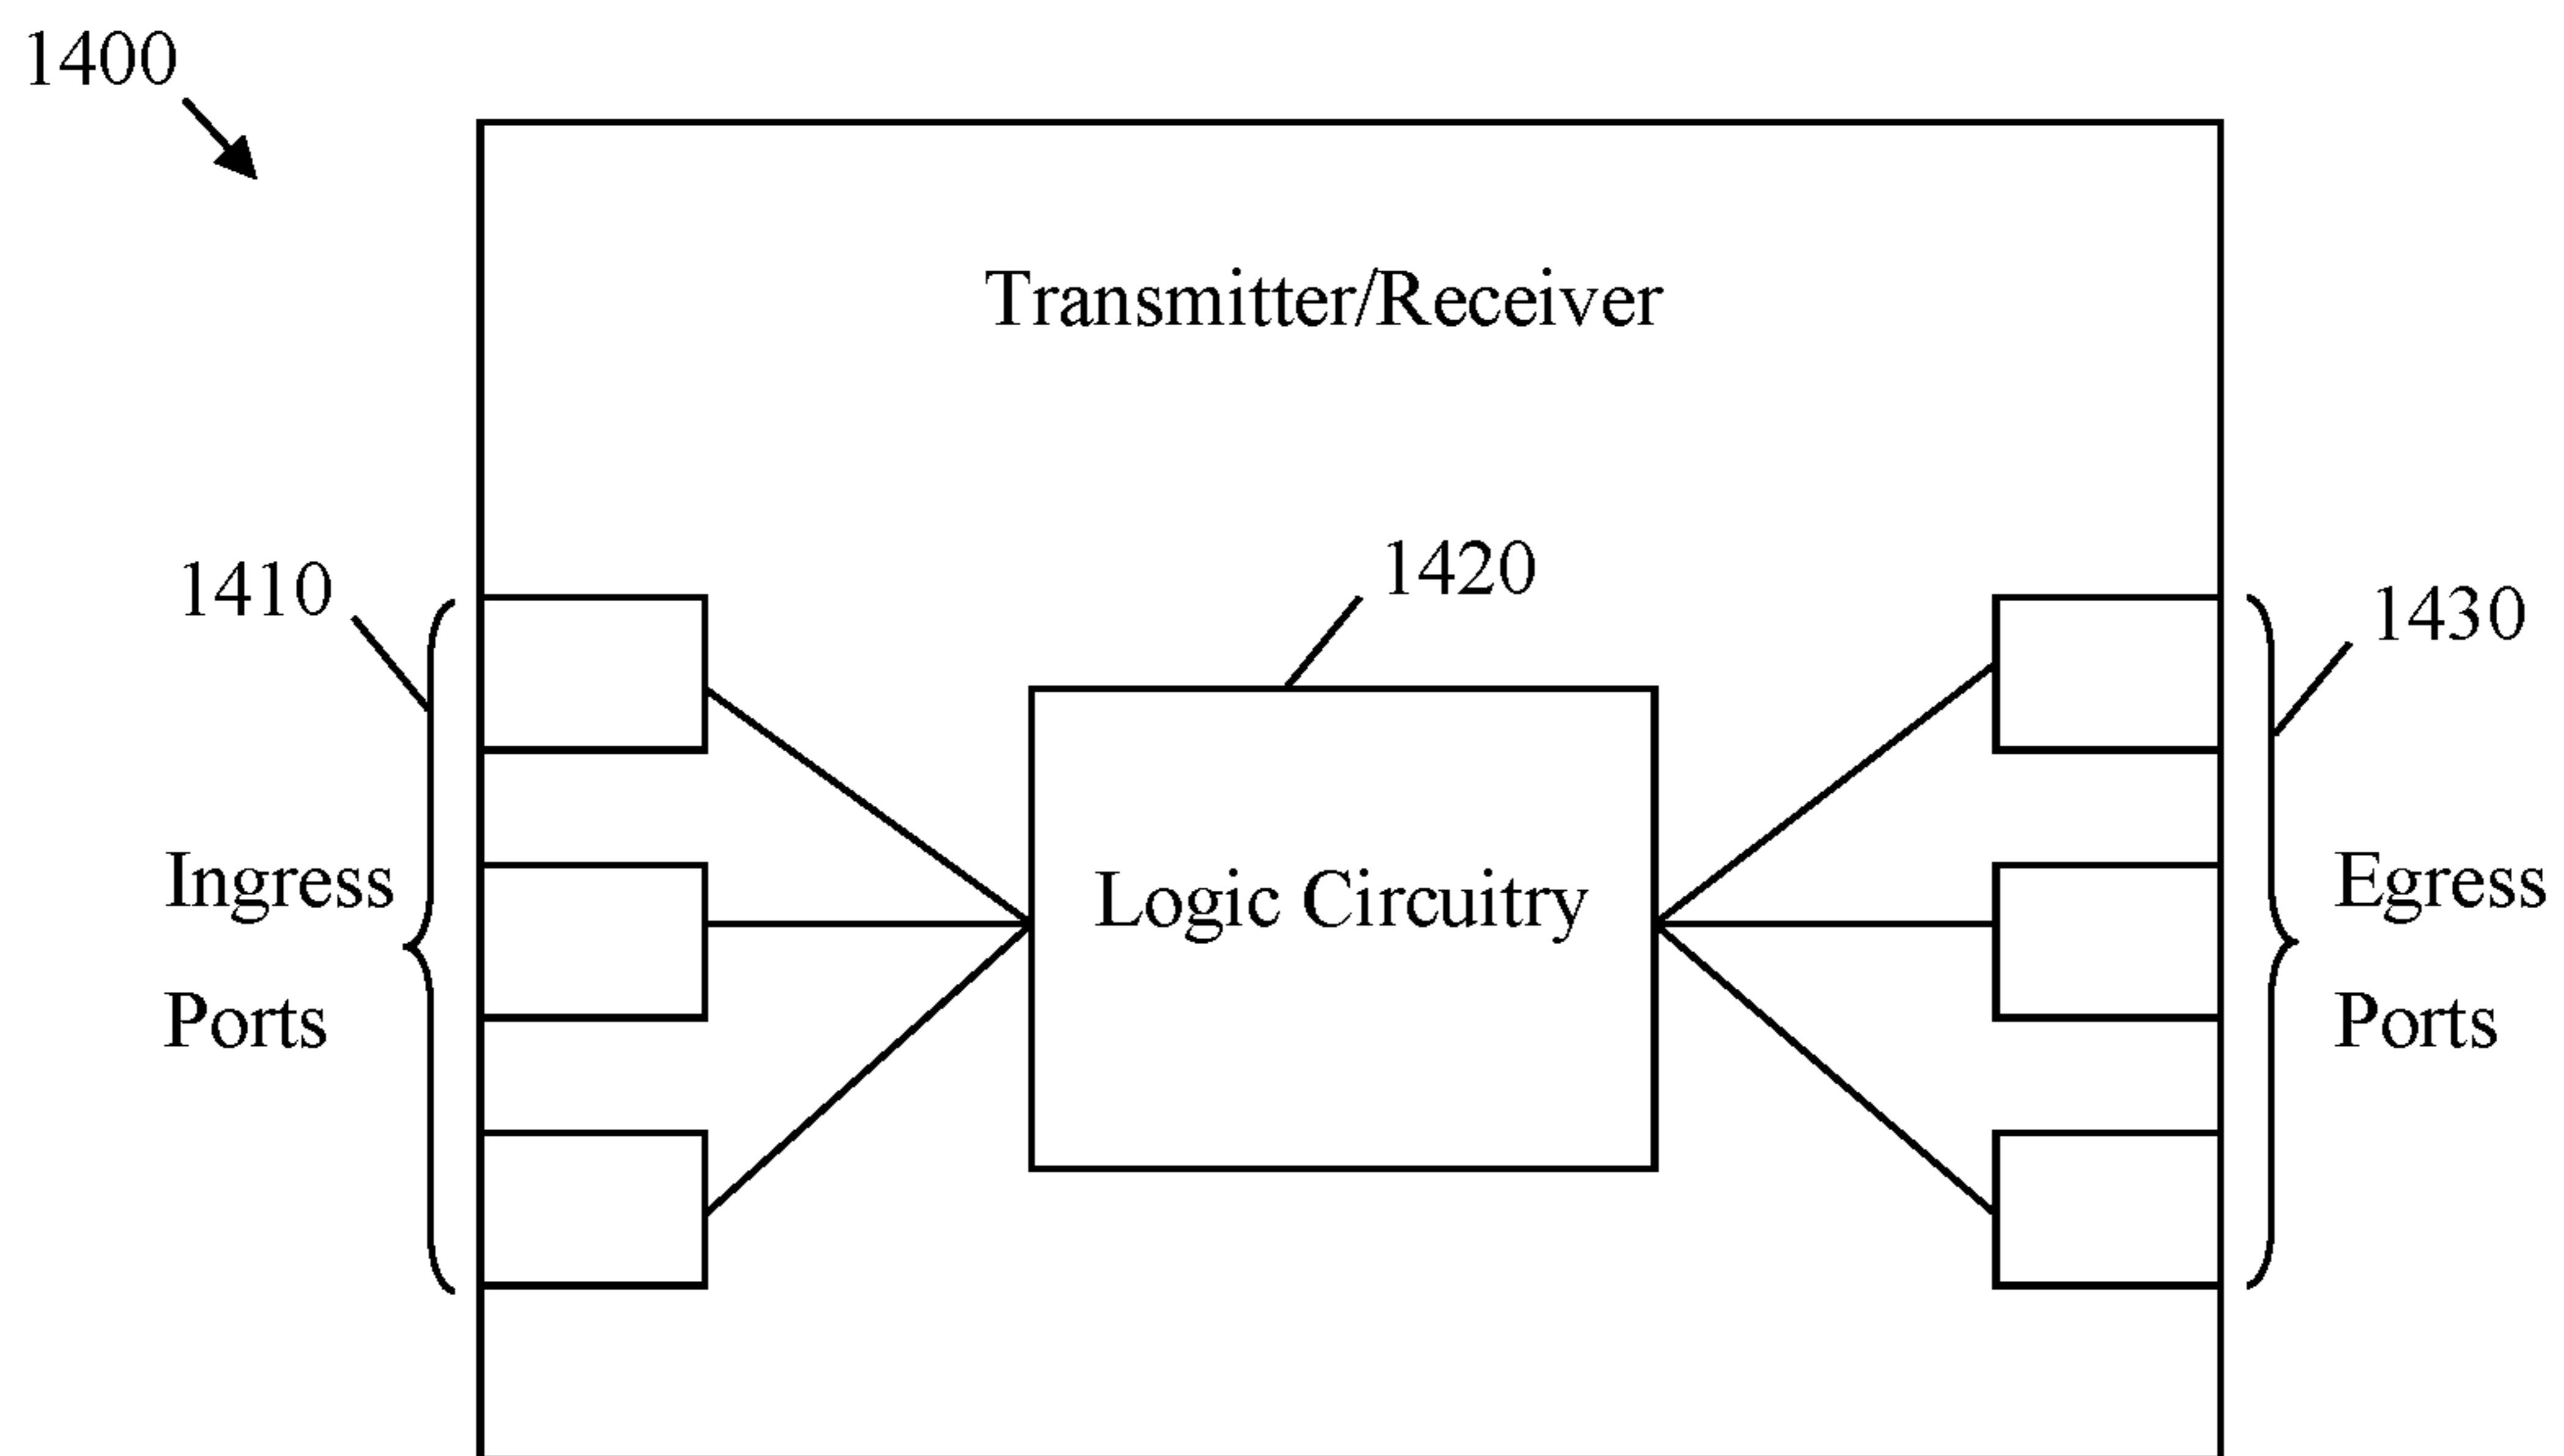 1400
Transmitter/Receiver
1410
1420
1430
Ingress
Ports
Logic Circuitry
Egress
Ports